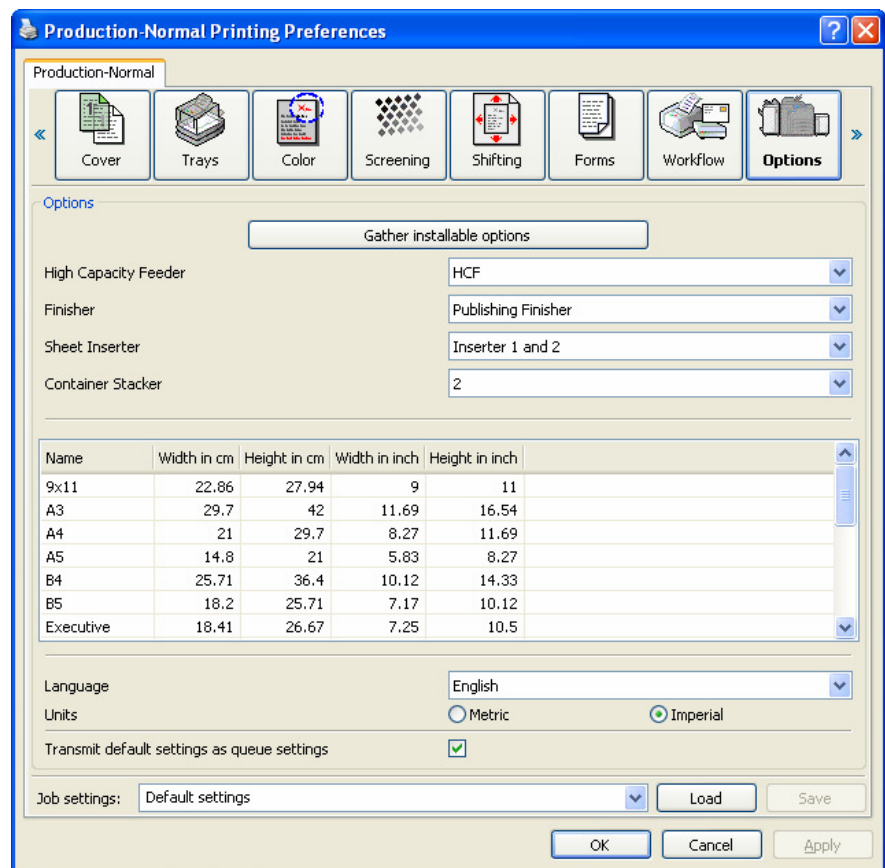 Production-Normal Printing Preferences
Production-Normal
Cover Trays Color Screening Shifting Forms Workflow Options
Options
Gather installable options
High Capacity Feeder HCF
Finisher Publishing Finisher
Sheet Inserter Inserter 1 and 2
Container Stacker 2
Name Width in cm Height in cm Width in inch Height in inch
9x11 22.86 27.94 9 11
A3 29.7 42 11.69 16.54
A4 21 29.7 8.27 11.69
A5 14.8 21 5.83 8.27
B4 25.71 36.4 10.12 14.33
B5 18.2 25.71 7.17 10.12
Executive 18.41 26.67 7.25 10.5
Language English
Units Metric Imperial
Transmit default settings as queue settings
Job settings: Default settings Load Save
OK Cancel Apply